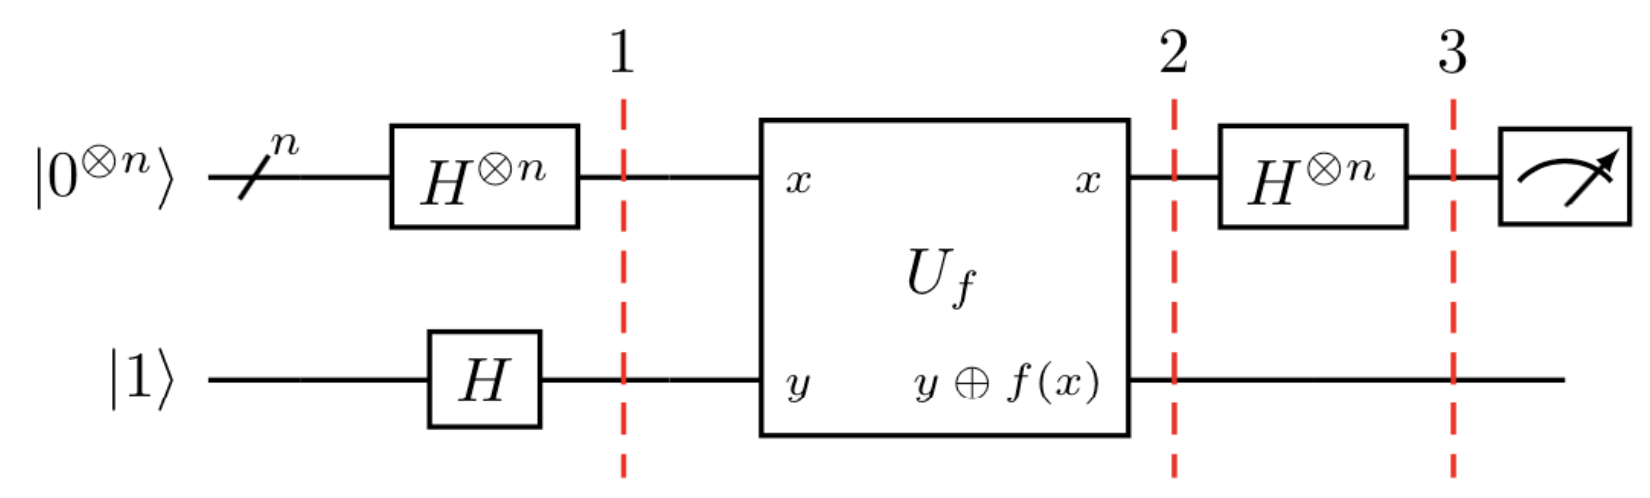 1 2 3
|0⊗n⟩ n H⊗n x x H⊗n
U_f
|1⟩ H y y ⊕ f(x)